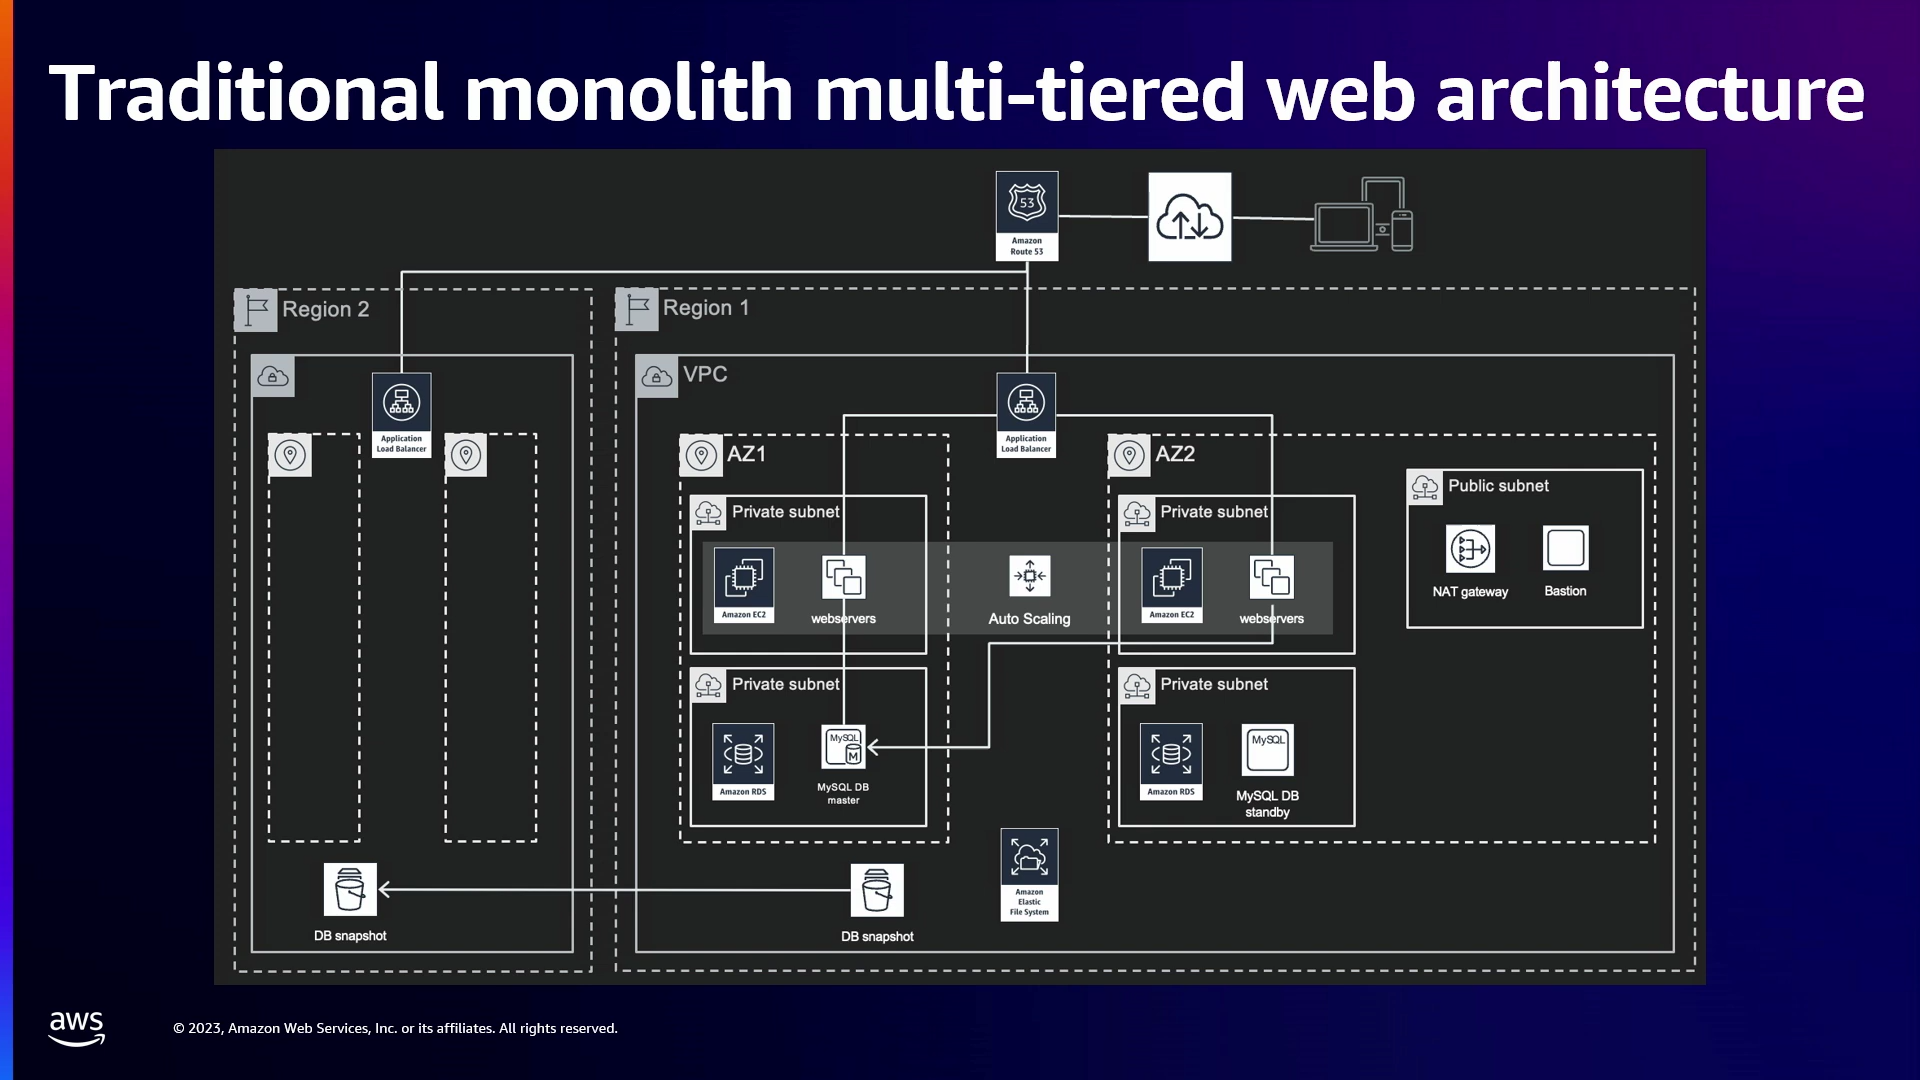 Traditional monolith multi-tiered web architecture
53
Amazon
Route 53
Region 2
Region 1
VPC
Application
Load Balancer
Application
Load Balancer
AZ1
AZ2
Public subnet
Private subnet
Private subnet
NAT gateway
Bastion
Amazon EC2
webservers
Auto Scaling
Amazon EC2
webservers
Private subnet
Private subnet
MySQL
M
MySQL
Amazon RDS
MySQL DB
master
Amazon RDS
MySQL DB
standby
Amazon
Elastic
File System
DB snapshot
DB snapshot
aws
© 2023, Amazon Web Services, Inc. or its affiliates. All rights reserved.